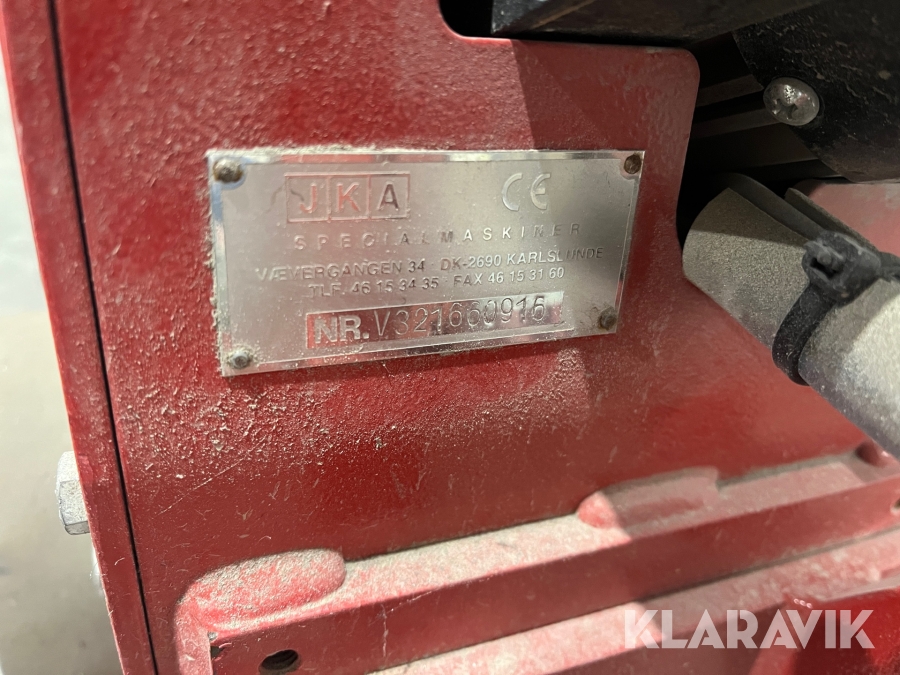 JKA CE
SPECIALMASKINER
VÆVERGANGEN 34 · DK-2690 KARLSLUNDE
TLF. 46 15 34 35 FAX 46 15 31 60
NR. V321660916
KLARAVIK